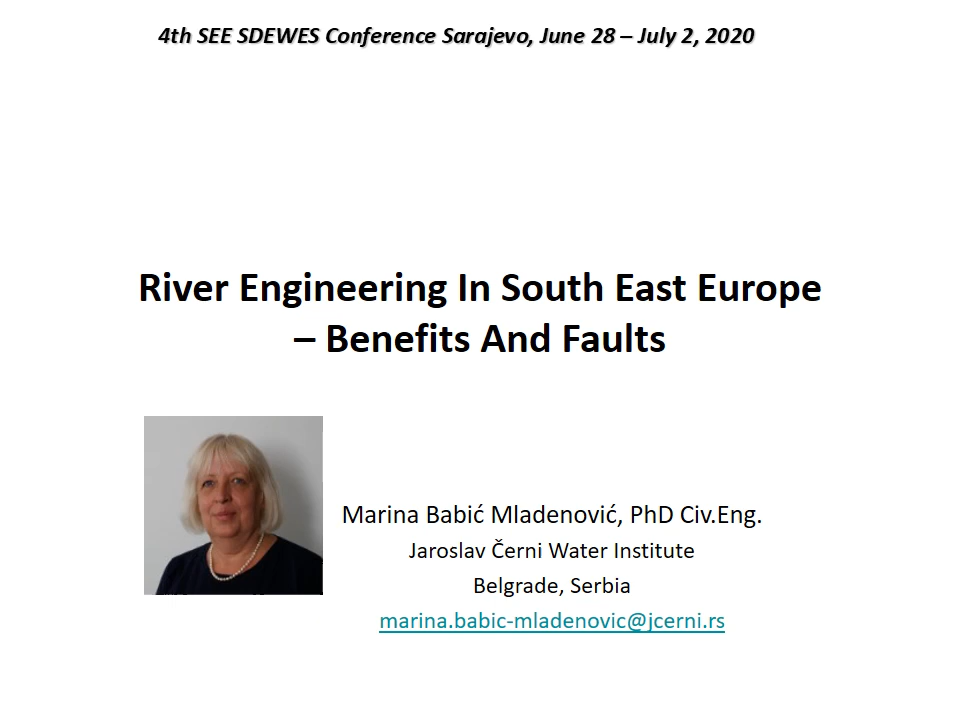 4th SEE SDEWES Conference Sarajevo, June 28 – July 2, 2020
River Engineering In South East Europe
– Benefits And Faults
Marina Babić Mladenović, PhD Civ.Eng.
Jaroslav Černi Water Institute
Belgrade, Serbia
marina.babic-mladenovic@jcerni.rs